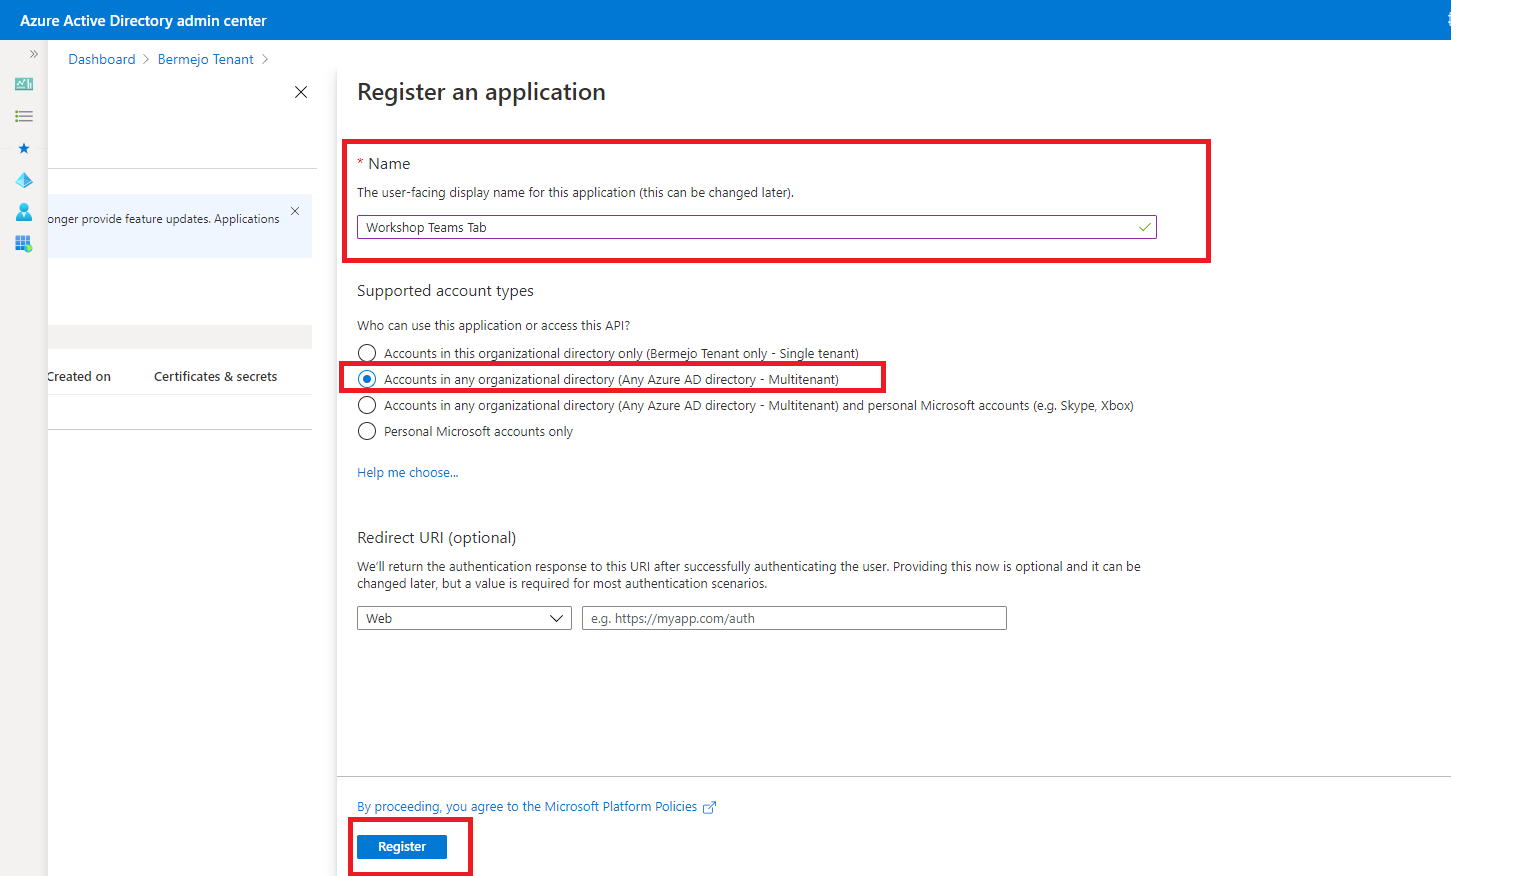 Azure Active Directory admin center
Dashboard > Bermejo Tenant >
Register an application
onger provide feature updates. Applications
Created on Certificates & secrets
* Name
The user-facing display name for this application (this can be changed later).
Workshop Teams Tab
Supported account types
Who can use this application or access this API?
Accounts in this organizational directory only (Bermejo Tenant only - Single tenant)
Accounts in any organizational directory (Any Azure AD directory - Multitenant)
Accounts in any organizational directory (Any Azure AD directory - Multitenant) and personal Microsoft accounts (e.g. Skype, Xbox)
Personal Microsoft accounts only
Help me choose...
Redirect URI (optional)
We'll return the authentication response to this URI after successfully authenticating the user. Providing this now is optional and it can be
changed later, but a value is required for most authentication scenarios.
Web
e.g. https://myapp.com/auth
By proceeding, you agree to the Microsoft Platform Policies
Register